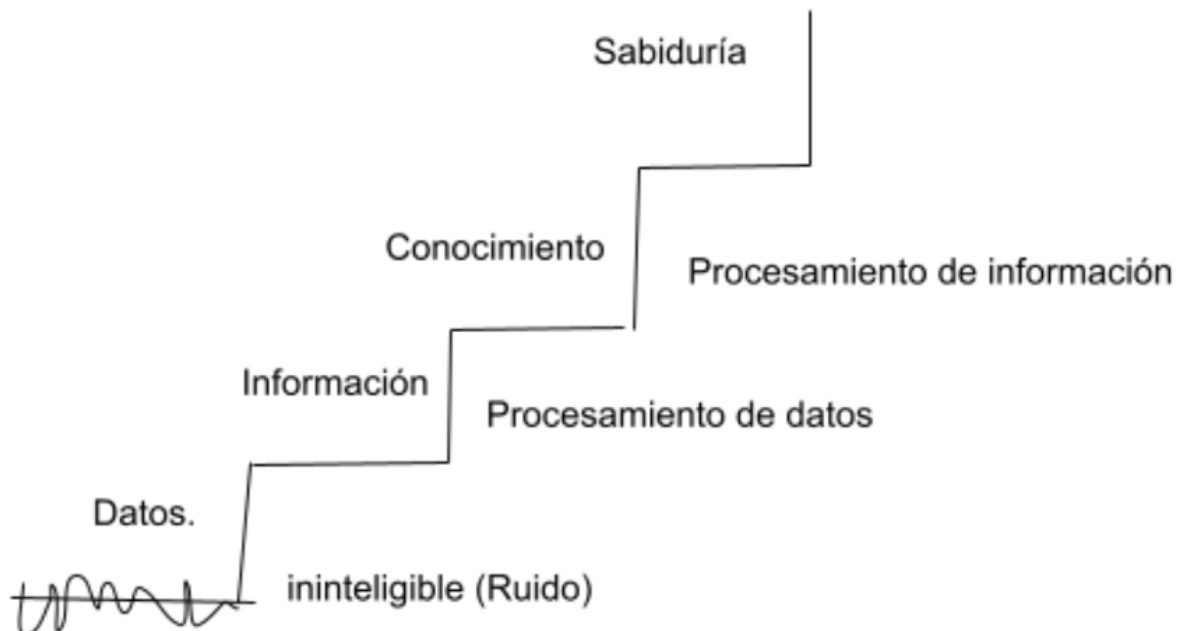 Sabiduría
Conocimiento
Procesamiento de información
Información
Procesamiento de datos
Datos.
ininteligible (Ruido)